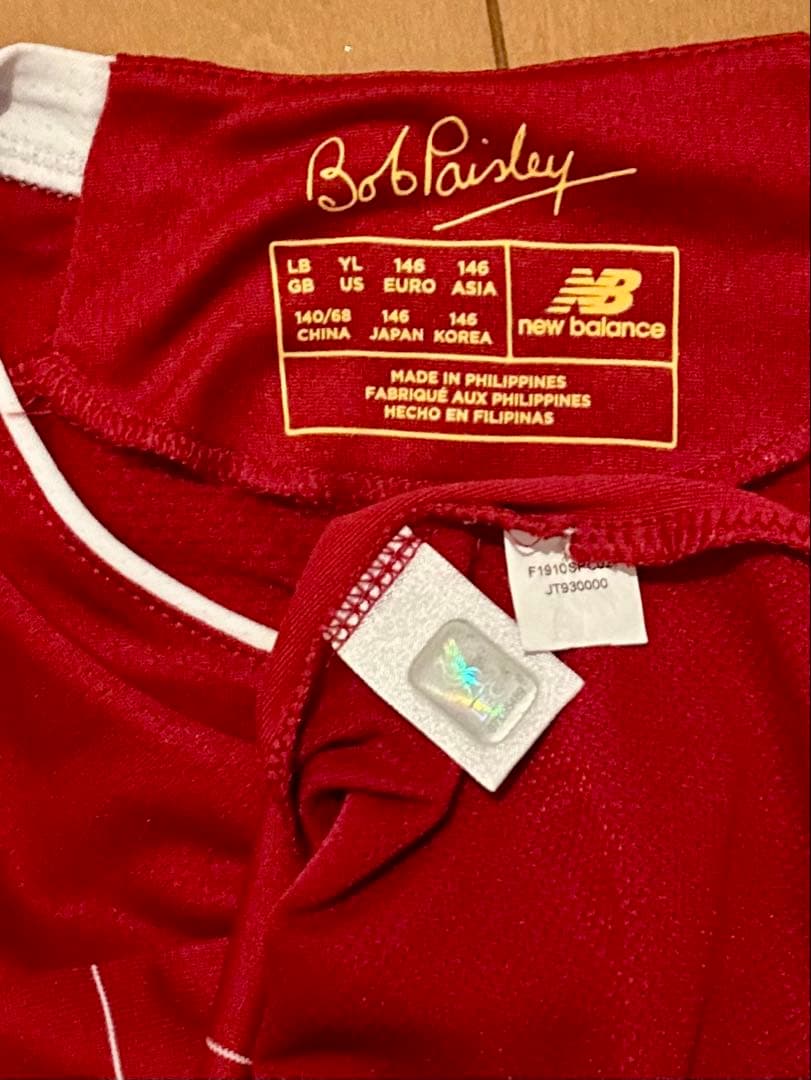 Bob Paisley
LB YL 146 146
GB US EURO ASIA
140/68 146 146
CHINA JAPAN KOREA
NB
new balance
MADE IN PHILIPPINES
FABRIQUÉ AUX PHILIPPINES
HECHO EN FILIPINAS
JT930000